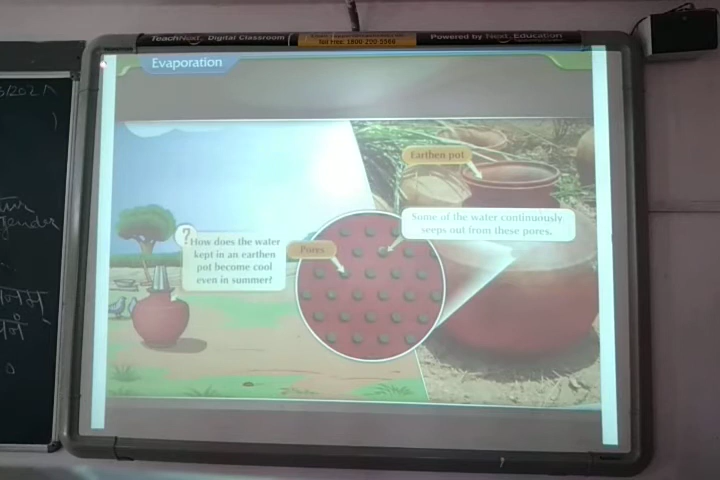 TeachNext Digital Classroom
Toll Free: 1800-200-5566
Powered by Next Education
Evaporation
Earthen pot
Some of the water continuously
seeps out from these pores.
Pores
?
How does the water
kept in an earthen
pot become cool
even in summer?
Gender